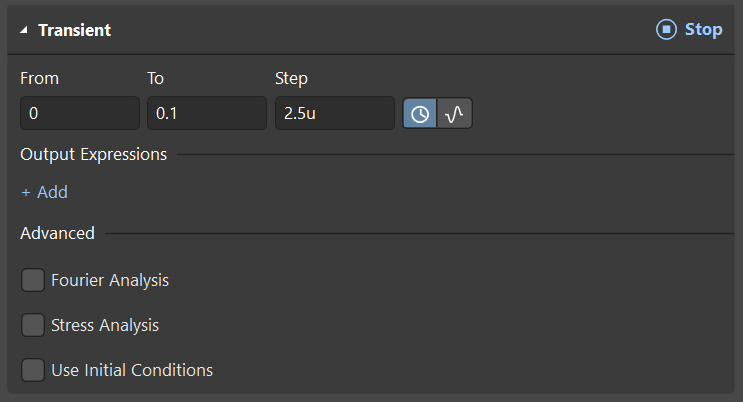 Transient Stop
From To Step
0 0.1 2.5u
Output Expressions
+ Add
Advanced
Fourier Analysis
Stress Analysis
Use Initial Conditions